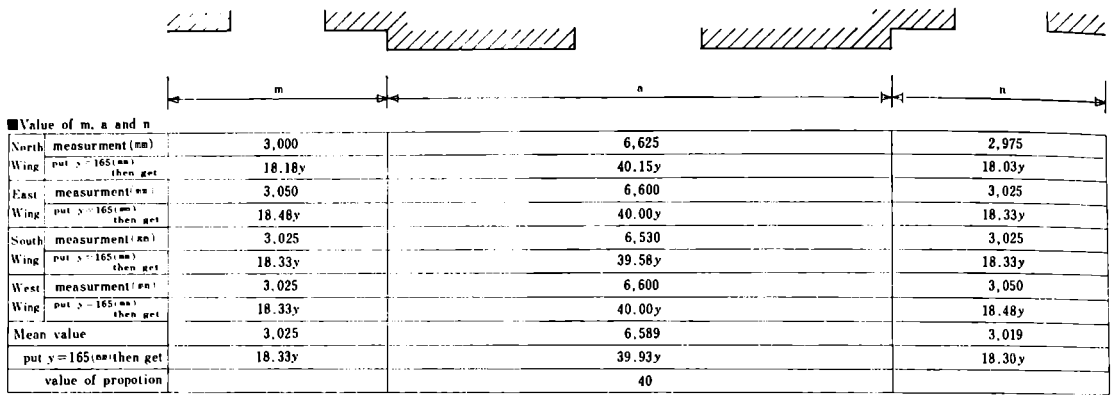 m a n
■Value of m, a and n
North measurment(mm) 3,000 6,625 2,975
Wing put y=165(mm) then get 18.18y 40.15y 18.03y
East measurment(mm) 3,050 6,600 3,025
Wing put y=165(mm) then get 18.48y 40.00y 18.33y
South measurment(mm) 3,025 6,530 3,025
Wing put y=165(mm) then get 18.33y 39.58y 18.33y
West measurment(mm) 3,025 6,600 3,050
Wing put y=165(mm) then get 18.33y 40.00y 18.48y
Mean value 3,025 6,589 3,019
put y=165(mm)then get 18.33y 39.93y 18.30y
value of propotion 40